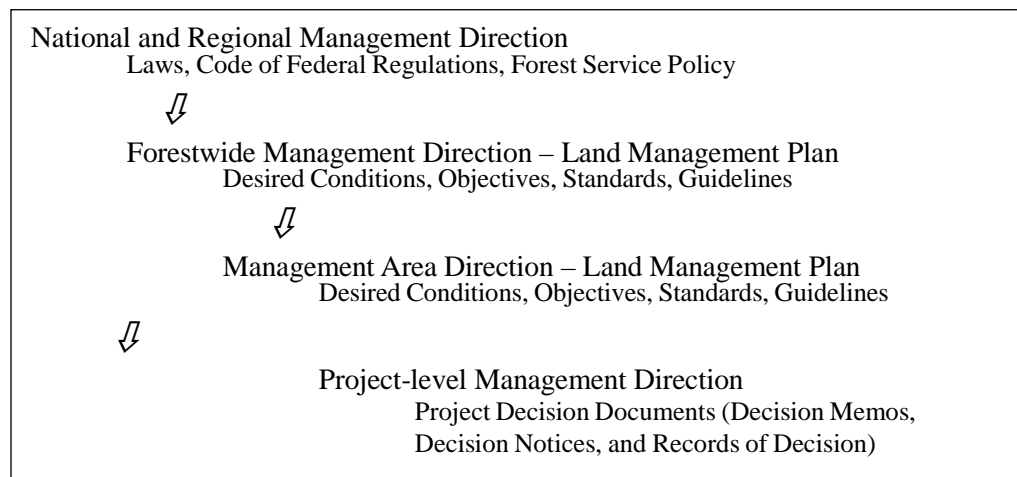 National and Regional Management Direction
Laws, Code of Federal Regulations, Forest Service Policy
Forestwide Management Direction – Land Management Plan
Desired Conditions, Objectives, Standards, Guidelines
Management Area Direction – Land Management Plan
Desired Conditions, Objectives, Standards, Guidelines
Project-level Management Direction
Project Decision Documents (Decision Memos,
Decision Notices, and Records of Decision)